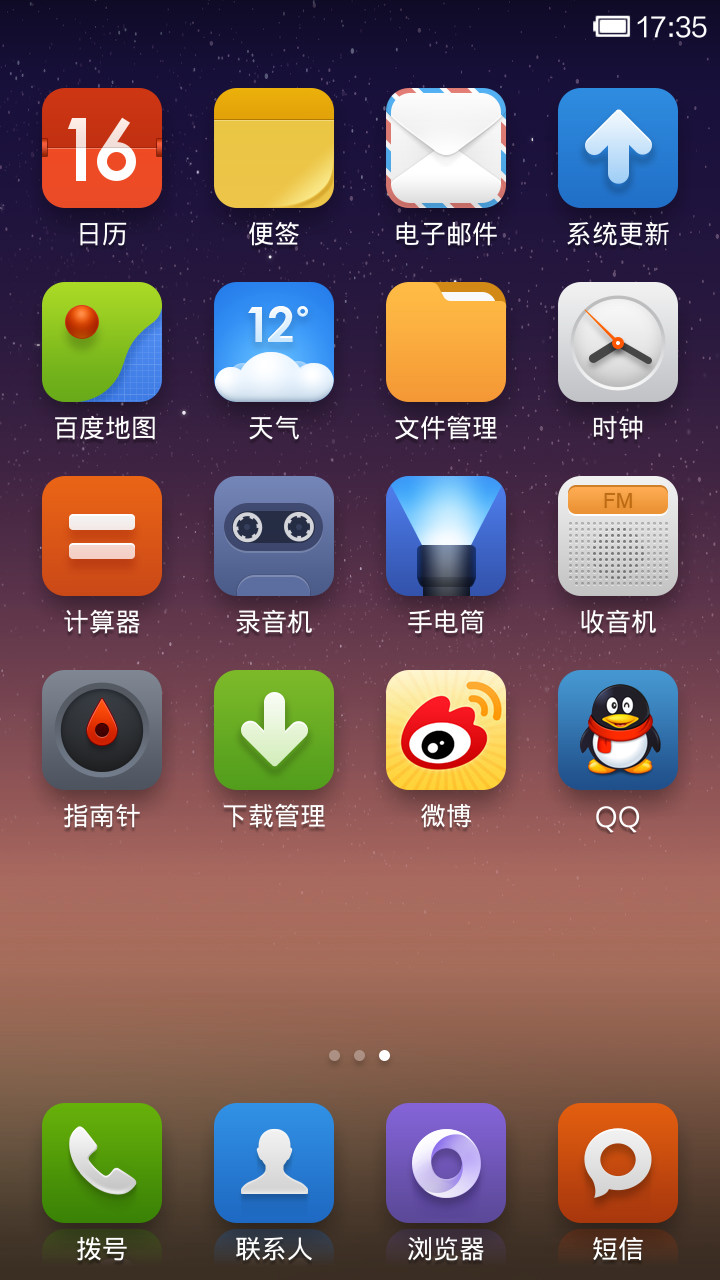 17:35
16
日历
便签
电子邮件
系统更新
12°
百度地图
天气
文件管理
时钟
FM
计算器
录音机
手电筒
收音机
指南针
下载管理
微博
QQ
拨号
联系人
浏览器
短信